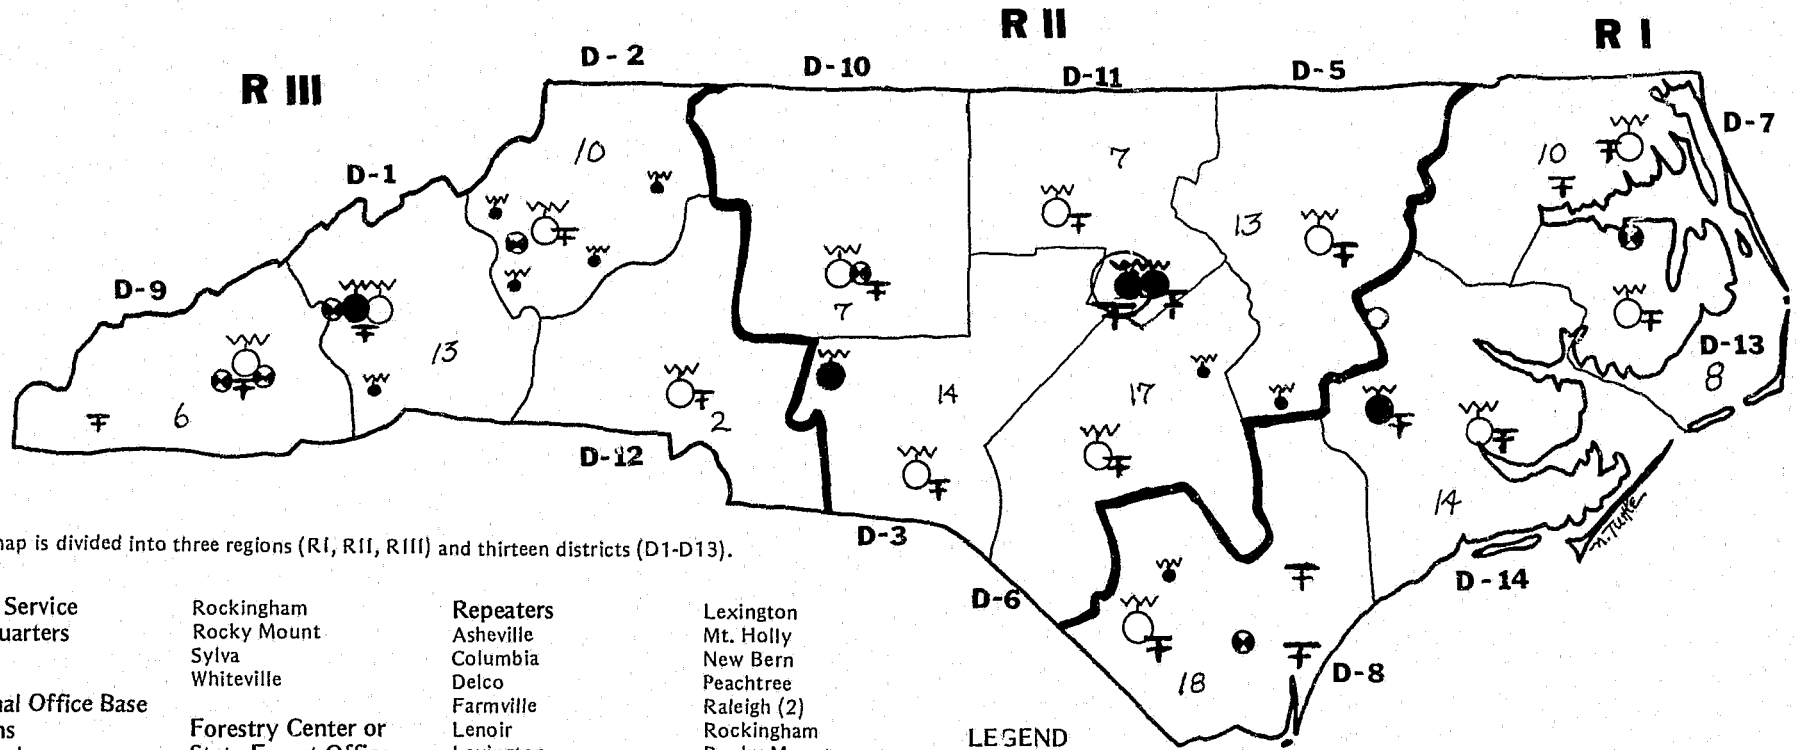 R II
R I
R III
D-2
D-10
D-11
D-5
D-7
D-1
10
7
10
13
D-9
7
13
14
17
D-13
8
6
2
D-12
14
D-3
D-6
D-14
18
D-8
map is divided into three regions (RI, RII, RIII) and thirteen districts (D1-D13).
Service
Rockingham
Repeaters
Lexington
Rocky Mount
Asheville
Mt. Holly
Sylva
Columbia
New Bern
Whiteville
Delco
Peachtree
al Office Base
Farmville
Raleigh (2)
Forestry Center or
Lenoir
Rockingham
LEGEND